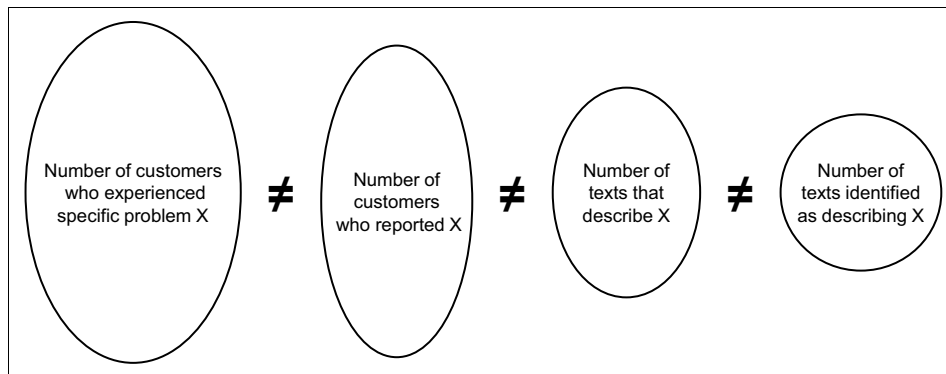 Number of customers
who experienced
specific problem X
≠
Number of
customers
who reported X
≠
Number of
texts that
describe X
≠
Number of
texts identified
as describing X